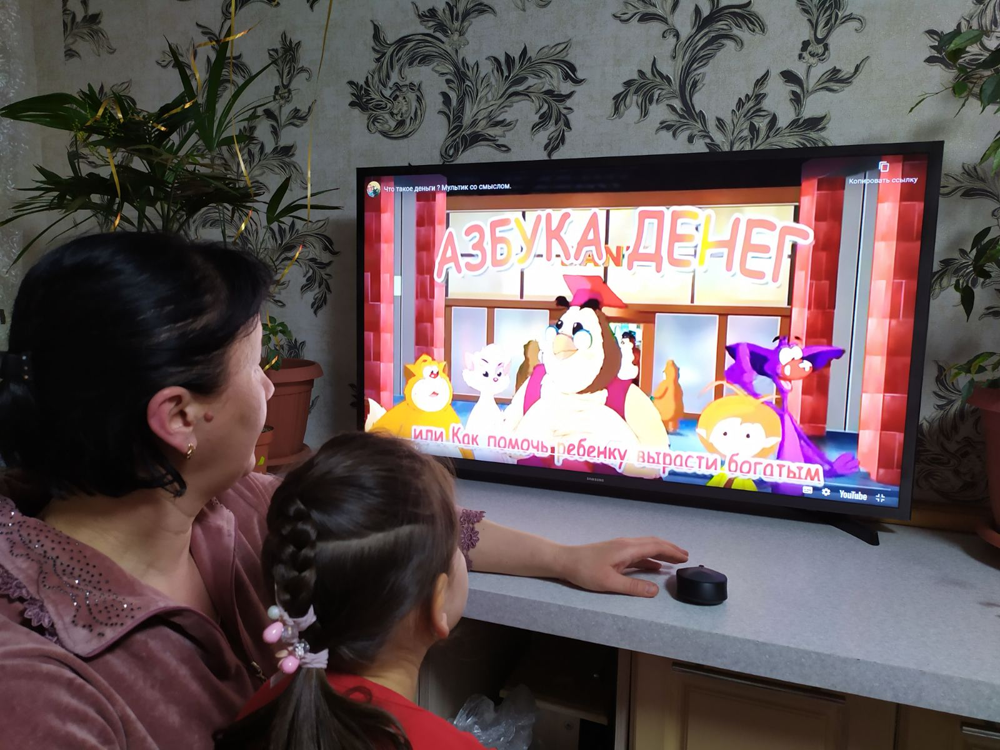 Что такое деньги ? Мультик со смыслом.
Копировать ссылку
АЗБУКА ДЕНЕГ
или Как помочь ребенку вырасти богатым
SAMSUNG
YouTube